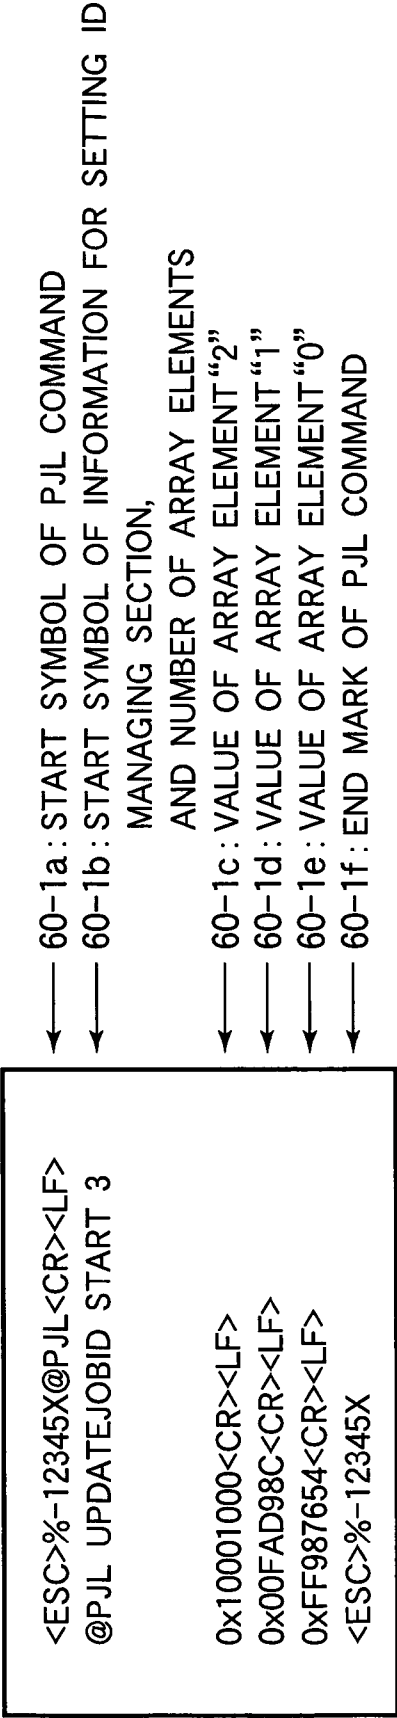 <ESC>%-12345X@PJL<CR><LF> 60-1a: START SYMBOL OF PJL COMMAND
@PJL UPDATEJOBID START 3 60-1b: START SYMBOL OF INFORMATION FOR SETTING ID
MANAGING SECTION,
AND NUMBER OF ARRAY ELEMENTS
0x10001000<CR><LF> 60-1c: VALUE OF ARRAY ELEMENT “2”
0x00FAD98C<CR><LF> 60-1d: VALUE OF ARRAY ELEMENT “1”
0xFF987654<CR><LF> 60-1e: VALUE OF ARRAY ELEMENT “0”
<ESC>%-12345X 60-1f: END MARK OF PJL COMMAND